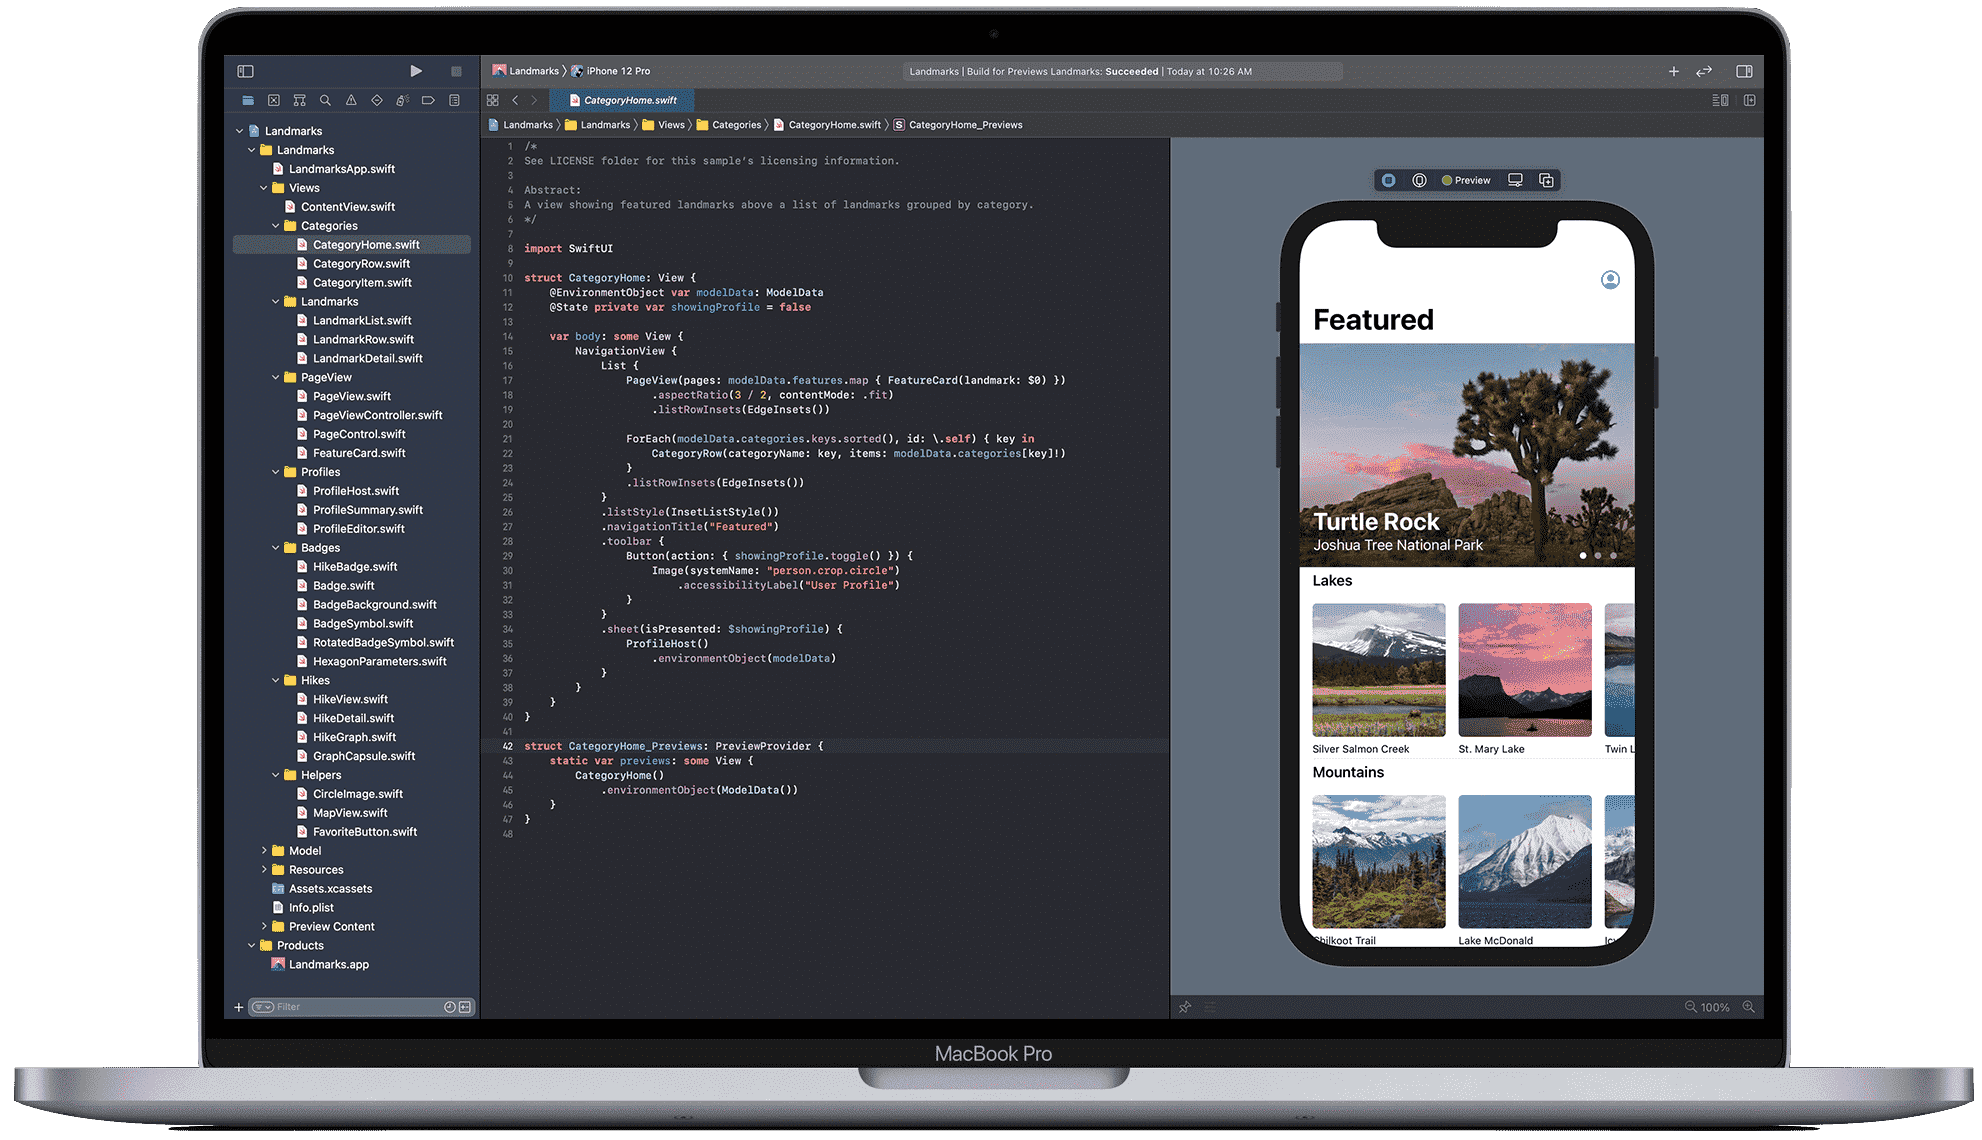 Landmarks 〉 iPhone 12 Pro
Landmarks | Build for Previews Landmarks: Succeeded | Today at 10:26 AM
CategoryHome.swift
Landmarks 〉 Landmarks 〉 Views 〉 Categories 〉 CategoryHome.swift 〉 S CategoryHome_Previews
Landmarks
Landmarks
LandmarksApp.swift
Views
ContentView.swift
Categories
CategoryHome.swift
CategoryRow.swift
CategoryItem.swift
Landmarks
LandmarkList.swift
LandmarkRow.swift
LandmarkDetail.swift
PageView
PageView.swift
PageViewController.swift
PageControl.swift
FeatureCard.swift
Profiles
ProfileHost.swift
ProfileSummary.swift
ProfileEditor.swift
Badges
HikeBadge.swift
Badge.swift
BadgeBackground.swift
BadgeSymbol.swift
RotatedBadgeSymbol.swift
HexagonParameters.swift
Hikes
HikeView.swift
HikeDetail.swift
HikeGraph.swift
GraphCapsule.swift
Helpers
CircleImage.swift
MapView.swift
FavoriteButton.swift
Model
Resources
Assets.xcassets
Info.plist
Preview Content
Products
Landmarks.app
Filter
1 /*
2 See LICENSE folder for this sample's licensing information.
3
4 Abstract:
5 A view showing featured landmarks above a list of landmarks grouped by category.
6 */
7
8 import SwiftUI
9
10 struct CategoryHome: View {
11 @EnvironmentObject var modelData: ModelData
12 @State private var showingProfile = false
13
14 var body: some View {
15 NavigationView {
16 List {
17 PageView(pages: modelData.features.map { FeatureCard(landmark: $0) })
18 .aspectRatio(3 / 2, contentMode: .fit)
19 .listRowInsets(EdgeInsets())
20
21 ForEach(modelData.categories.keys.sorted(), id: \.self) { key in
22 CategoryRow(categoryName: key, items: modelData.categories[key]!)
23 }
24 .listRowInsets(EdgeInsets())
25 }
26 .listStyle(InsetListStyle())
27 .navigationTitle("Featured")
28 .toolbar {
29 Button(action: { showingProfile.toggle() }) {
30 Image(systemName: "person.crop.circle")
31 .accessibilityLabel("User Profile")
32 }
33 }
34 .sheet(isPresented: $showingProfile) {
35 ProfileHost()
36 .environmentObject(modelData)
37 }
38 }
39 }
40 }
41
42 struct CategoryHome_Previews: PreviewProvider {
43 static var previews: some View {
44 CategoryHome()
45 .environmentObject(ModelData())
46 }
47 }
48
Preview
Featured
Turtle Rock
Joshua Tree National Park
Lakes
Silver Salmon Creek
St. Mary Lake
Twin L
Mountains
Chilkoot Trail
Lake McDonald
Icy
100%
MacBook Pro